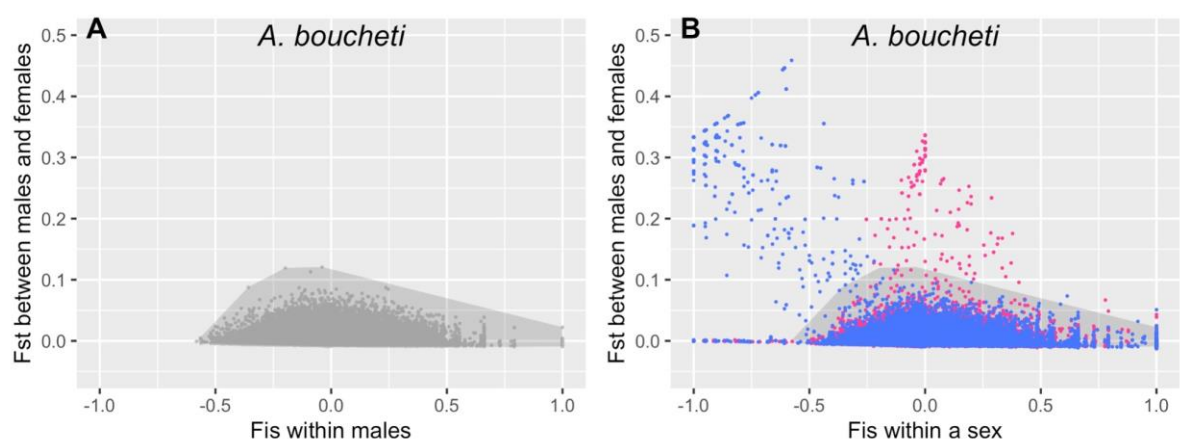 A
A. boucheti
Fst between males and females
0.5
0.4
0.3
0.2
0.1
0.0
-1.0
-0.5
0.0
0.5
1.0
Fis within males
B
A. boucheti
Fst between males and females
0.5
0.4
0.3
0.2
0.1
0.0
-1.0
-0.5
0.0
0.5
1.0
Fis within a sex